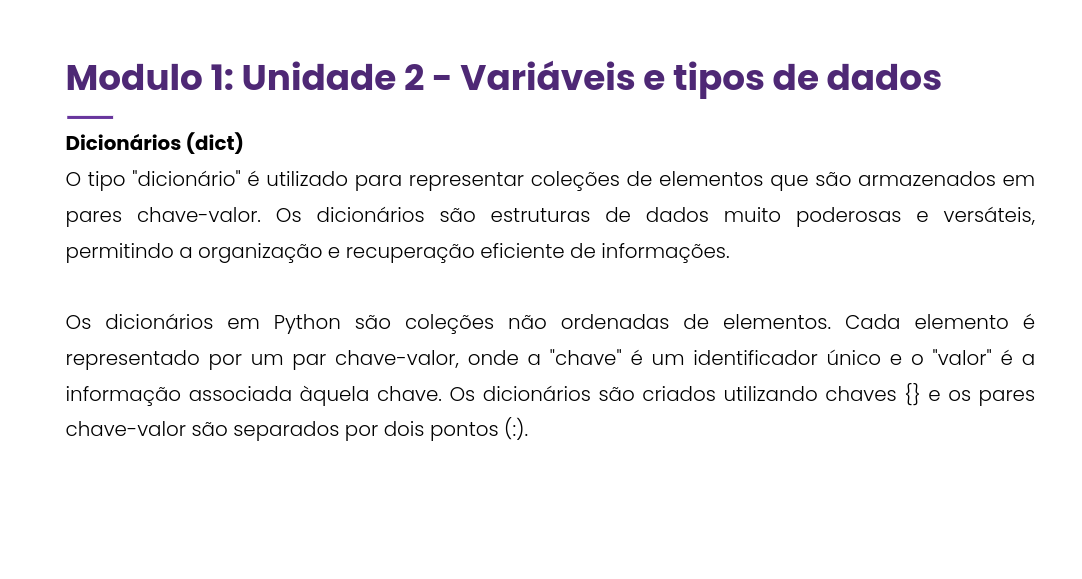 Modulo 1: Unidade 2 - Variáveis e tipos de dados
Dicionários (dict)
O tipo "dicionário" é utilizado para representar coleções de elementos que são armazenados em
pares chave-valor. Os dicionários são estruturas de dados muito poderosas e versáteis,
permitindo a organização e recuperação eficiente de informações.
Os dicionários em Python são coleções não ordenadas de elementos. Cada elemento é
representado por um par chave-valor, onde a "chave" é um identificador único e o "valor" é a
informação associada àquela chave. Os dicionários são criados utilizando chaves {} e os pares
chave-valor são separados por dois pontos (:).